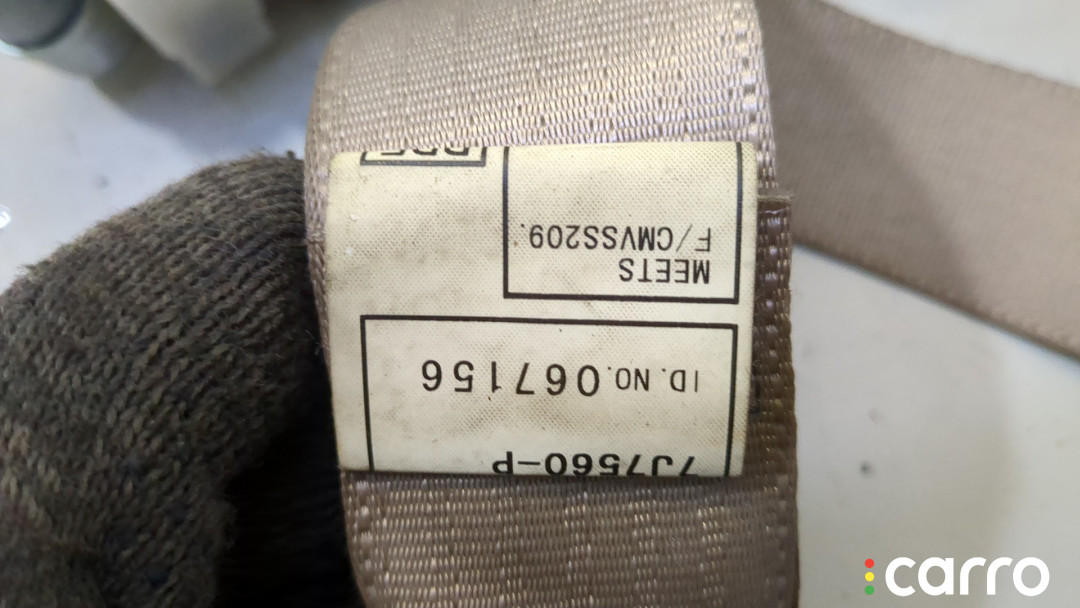 7J7560-P
ID. NO. 067156
MEETS
F/CMVSS209.
carro